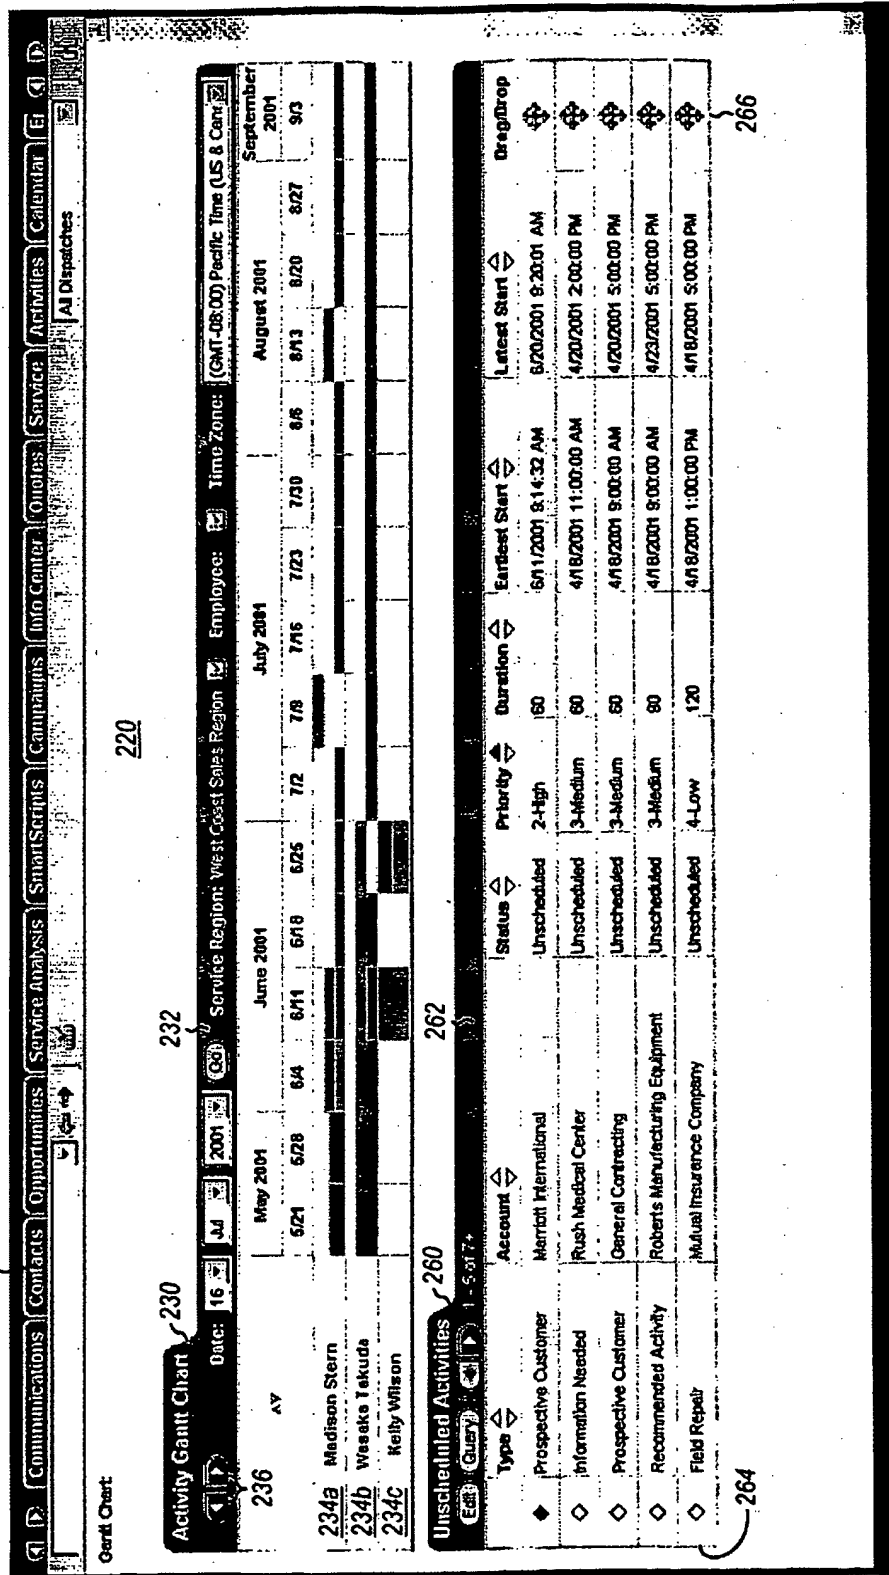 Communications Contacts Opportunities Service Analysis SmartScripts Campaigns Info Center Quotes Service Activities Calendar E
All Dispatches
Gantt Chart:
220
Activity Gantt Chart 230 232
Date: 16 Jul 2001 Go Service Region: West Coast Sales Region Employee: Time Zone: (GMT-08:00) Pacific Time (US & Cana
236
May 2001 June 2001 July 2001 August 2001 September 2001
5/21 5/28 6/4 6/11 6/18 6/25 7/2 7/9 7/16 7/23 7/30 8/6 8/13 8/20 8/27 9/3
234a Madison Stern
234b Wasaka Takuda
234c Kelly Wilson
Unscheduled Activities 260 262
Edit Query 1 - 5 of 7+
Type Account Status Priority Duration Earliest Start Latest Start Drag/Drop
Prospective Customer Marriott International Unscheduled 2-High 60 6/11/2001 9:14:32 AM 6/20/2001 9:20:01 AM
Information Needed Rush Medical Center Unscheduled 3-Medium 60 4/18/2001 11:00:00 AM 4/20/2001 2:00:00 PM
Prospective Customer General Contracting Unscheduled 3-Medium 60 4/18/2001 9:00:00 AM 4/20/2001 5:00:00 PM
Recommended Activity Roberts Manufacturing Equipment Unscheduled 3-Medium 90 4/18/2001 9:00:00 AM 4/23/2001 5:00:00 PM
Field Repair Mutual Insurance Company Unscheduled 4-Low 120 4/18/2001 1:00:00 PM 4/18/2001 5:00:00 PM
264 266